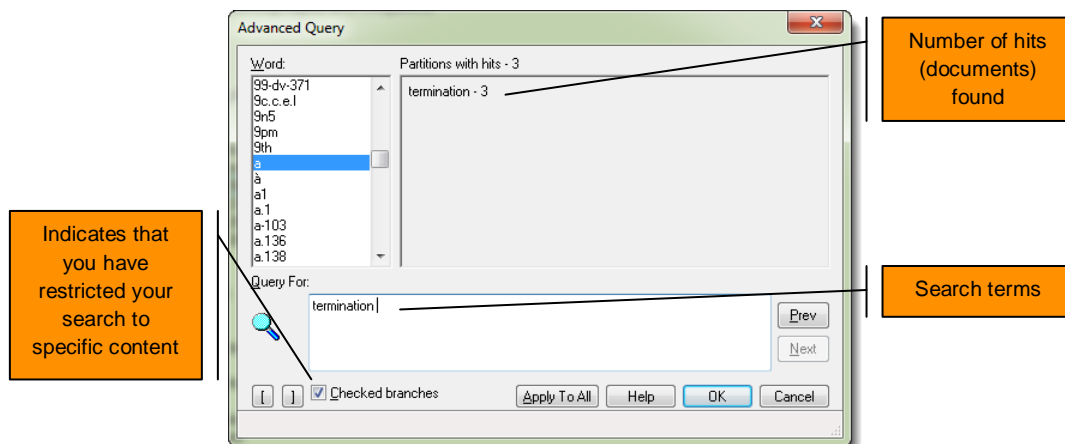 Advanced Query
Word:
Partitions with hits - 3
99-dv-371
9c.c.e.l
9n5
9pm
9th
a
à
a1
a.1
a-103
a.136
a.138
termination - 3
Query For:
termination
Prev
Next
[ ] Checked branches
Apply To All
Help
OK
Cancel
Number of hits
(documents)
found
Indicates that
you have
restricted your
search to
specific content
Search terms